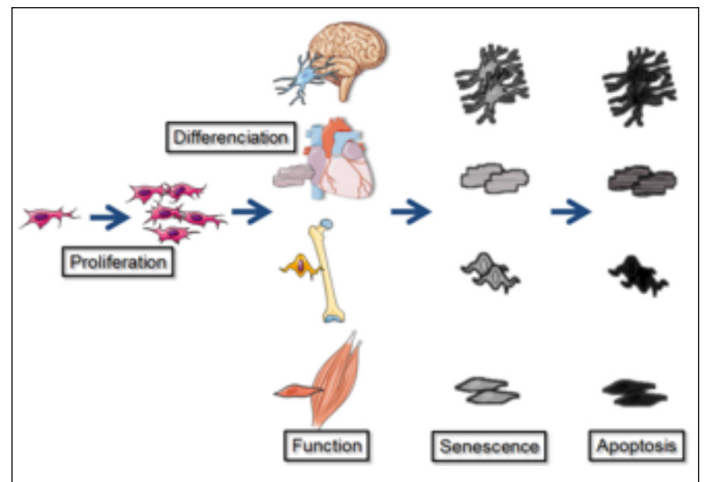 Differenciation
Proliferation
Function
Senescence
Apoptosis